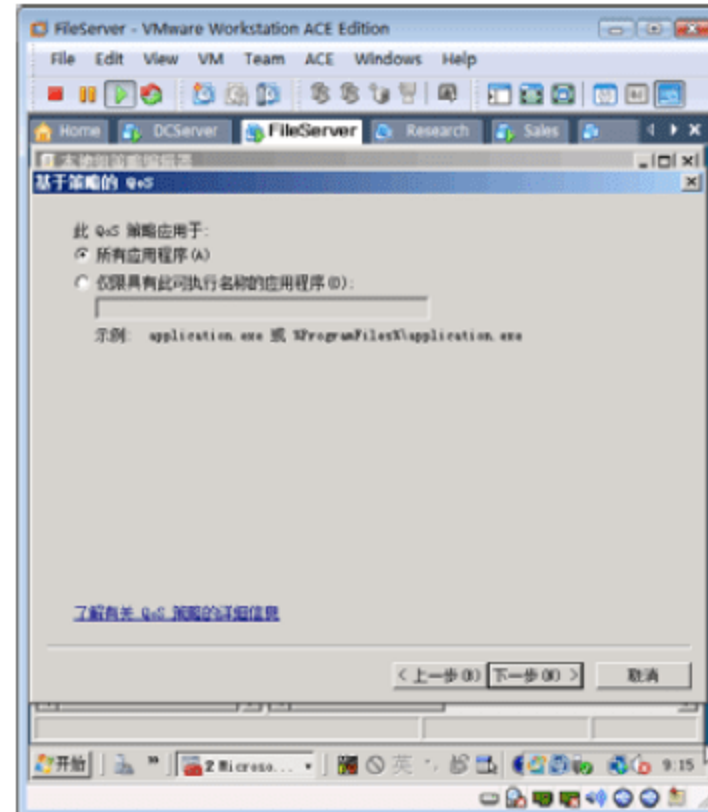 FileServer - VMware Workstation ACE Edition
File Edit View VM Team ACE Windows Help
Home DCServer FileServer Research Sales
基于策略的 QoS
此 QoS 策略应用于:
所有应用程序(A)
仅限具有此可执行名称的应用程序(D):
示例: application.exe 或 %ProgramFiles%\application.exe
了解有关 QoS 策略的详细信息
<上一步(B) 下一步(N) > 取消
开始 » 2 Microso... 英 9:15